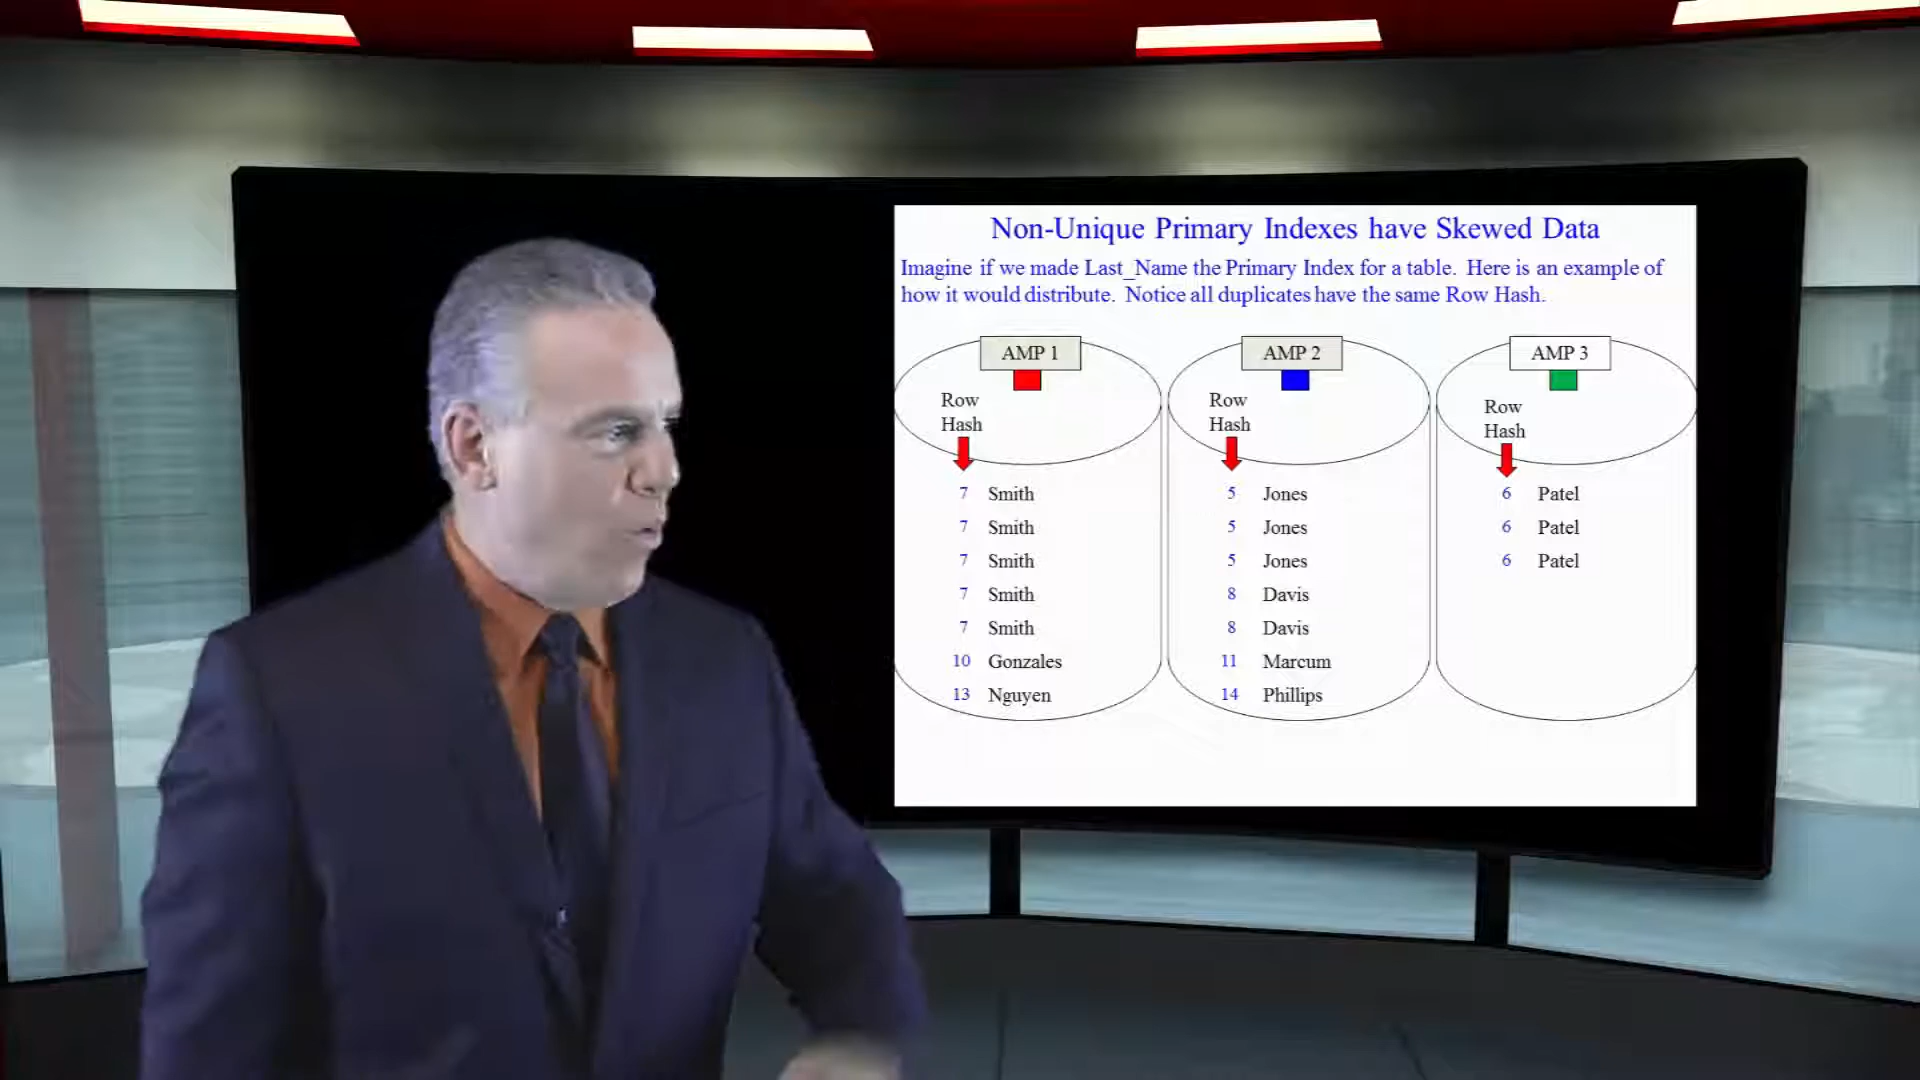 Non-Unique Primary Indexes have Skewed Data
Imagine if we made Last_Name the Primary Index for a table. Here is an example of
how it would distribute. Notice all duplicates have the same Row Hash.
AMP 1
Row
Hash
7 Smith
7 Smith
7 Smith
7 Smith
7 Smith
10 Gonzales
13 Nguyen
AMP 2
Row
Hash
5 Jones
5 Jones
5 Jones
8 Davis
8 Davis
11 Marcum
14 Phillips
AMP 3
Row
Hash
6 Patel
6 Patel
6 Patel